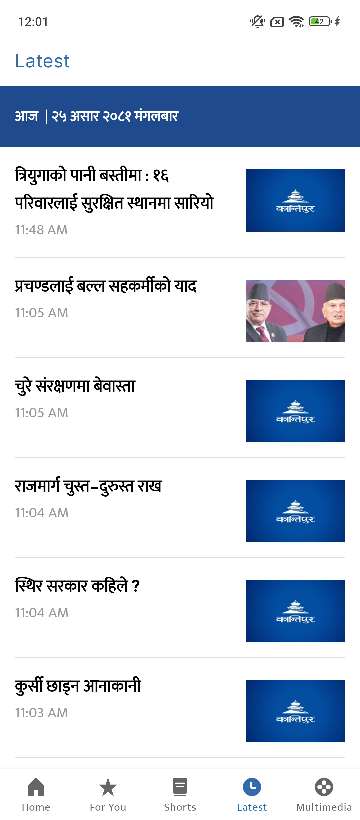 12:01
42
Latest
आज | २५ असार २०८१ मंगलबार
त्रियुगाको पानी बस्तीमा : १६
परिवारलाई सुरक्षित स्थानमा सारियो
11:48 AM
कान्तिपुर
प्रचण्डलाई बल्ल सहकर्मीको याद
11:05 AM
चुरे संरक्षणमा बेवास्ता
11:05 AM
कान्तिपुर
राजमार्ग चुस्त–दुरुस्त राख
11:04 AM
कान्तिपुर
स्थिर सरकार कहिले ?
11:04 AM
कान्तिपुर
कुर्सी छाड्न आनाकानी
11:03 AM
कान्तिपुर
Home For You Shorts Latest Multimedia